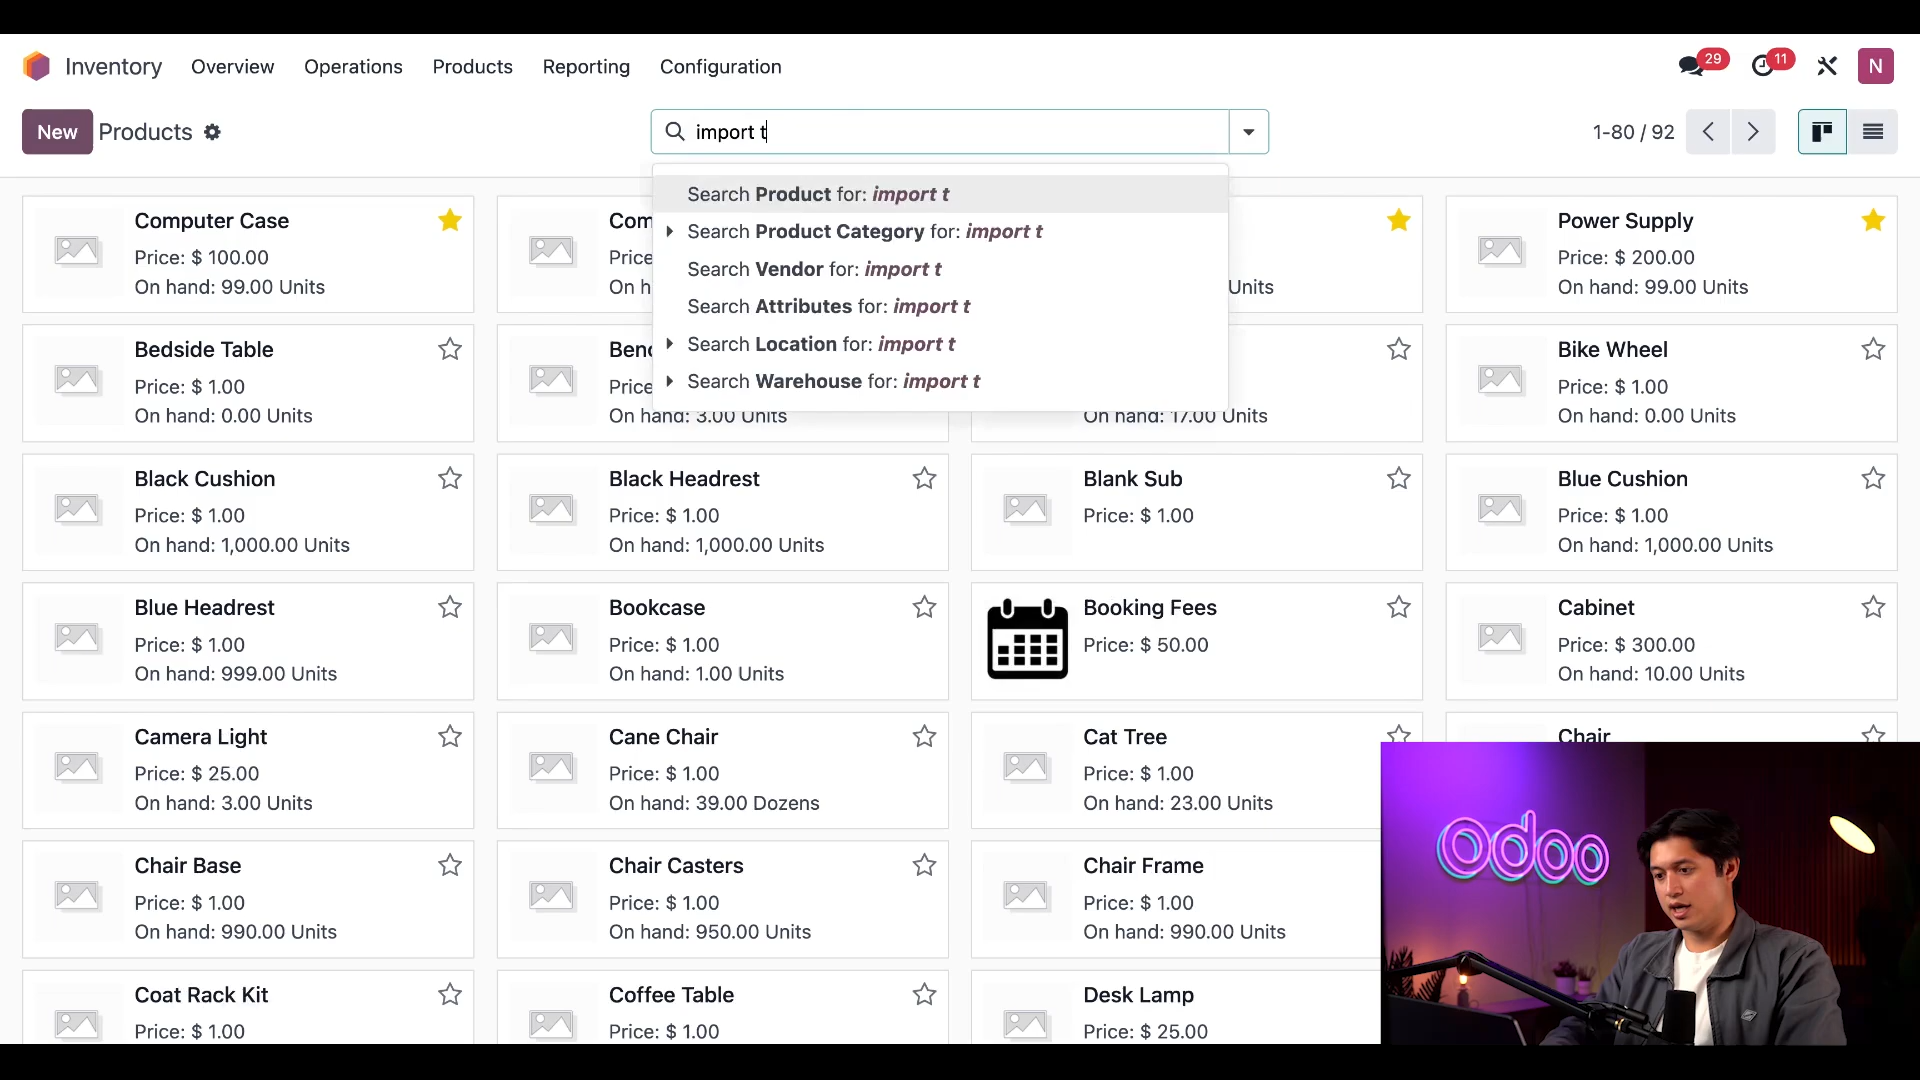 Inventory Overview Operations Products Reporting Configuration 29 11 N
New Products import t 1-80 / 92
Search Product for: import t
Search Product Category for: import t
Search Vendor for: import t
Search Attributes for: import t
Search Location for: import t
Search Warehouse for: import t
Computer Case
Price: $ 100.00
On hand: 99.00 Units
Com
Price
On h
Units
Power Supply
Price: $ 200.00
On hand: 99.00 Units
Bedside Table
Price: $ 1.00
On hand: 0.00 Units
Benc
Price
On hand: 3.00 Units
On hand: 17.00 Units
Bike Wheel
Price: $ 1.00
On hand: 0.00 Units
Black Cushion
Price: $ 1.00
On hand: 1,000.00 Units
Black Headrest
Price: $ 1.00
On hand: 1,000.00 Units
Blank Sub
Price: $ 1.00
Blue Cushion
Price: $ 1.00
On hand: 1,000.00 Units
Blue Headrest
Price: $ 1.00
On hand: 999.00 Units
Bookcase
Price: $ 1.00
On hand: 1.00 Units
Booking Fees
Price: $ 50.00
Cabinet
Price: $ 300.00
On hand: 10.00 Units
Camera Light
Price: $ 25.00
On hand: 3.00 Units
Cane Chair
Price: $ 1.00
On hand: 39.00 Dozens
Cat Tree
Price: $ 1.00
On hand: 23.00 Units
Chair
Chair Base
Price: $ 1.00
On hand: 990.00 Units
Chair Casters
Price: $ 1.00
On hand: 950.00 Units
Chair Frame
Price: $ 1.00
On hand: 990.00 Units
Coat Rack Kit
Price: $ 1.00
Coffee Table
Price: $ 1.00
Desk Lamp
Price: $ 25.00
odoo